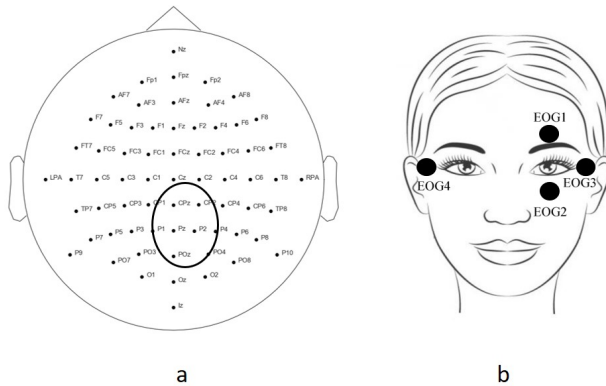 Nz
Fp1 Fpz Fp2
AF7 AF8
AF3 AFz AF4
F7 F5 F3 F1 Fz F2 F4 F6 F8
FT7 FC5 FC3 FC1 FCz FC2 FC4 FC6 FT8
LPA T7 C5 C3 C1 Cz C2 C4 C6 T8 RPA
TP7 CP5 CP3 CP1 CPz CP2 CP4 CP6 TP8
P7 P5 P3 P1 Pz P2 P4 P6 P8
P9 PO7 PO3 POz PO4 PO8 P10
O1 Oz O2
Iz
a
EOG1
EOG4 EOG3
EOG2
b